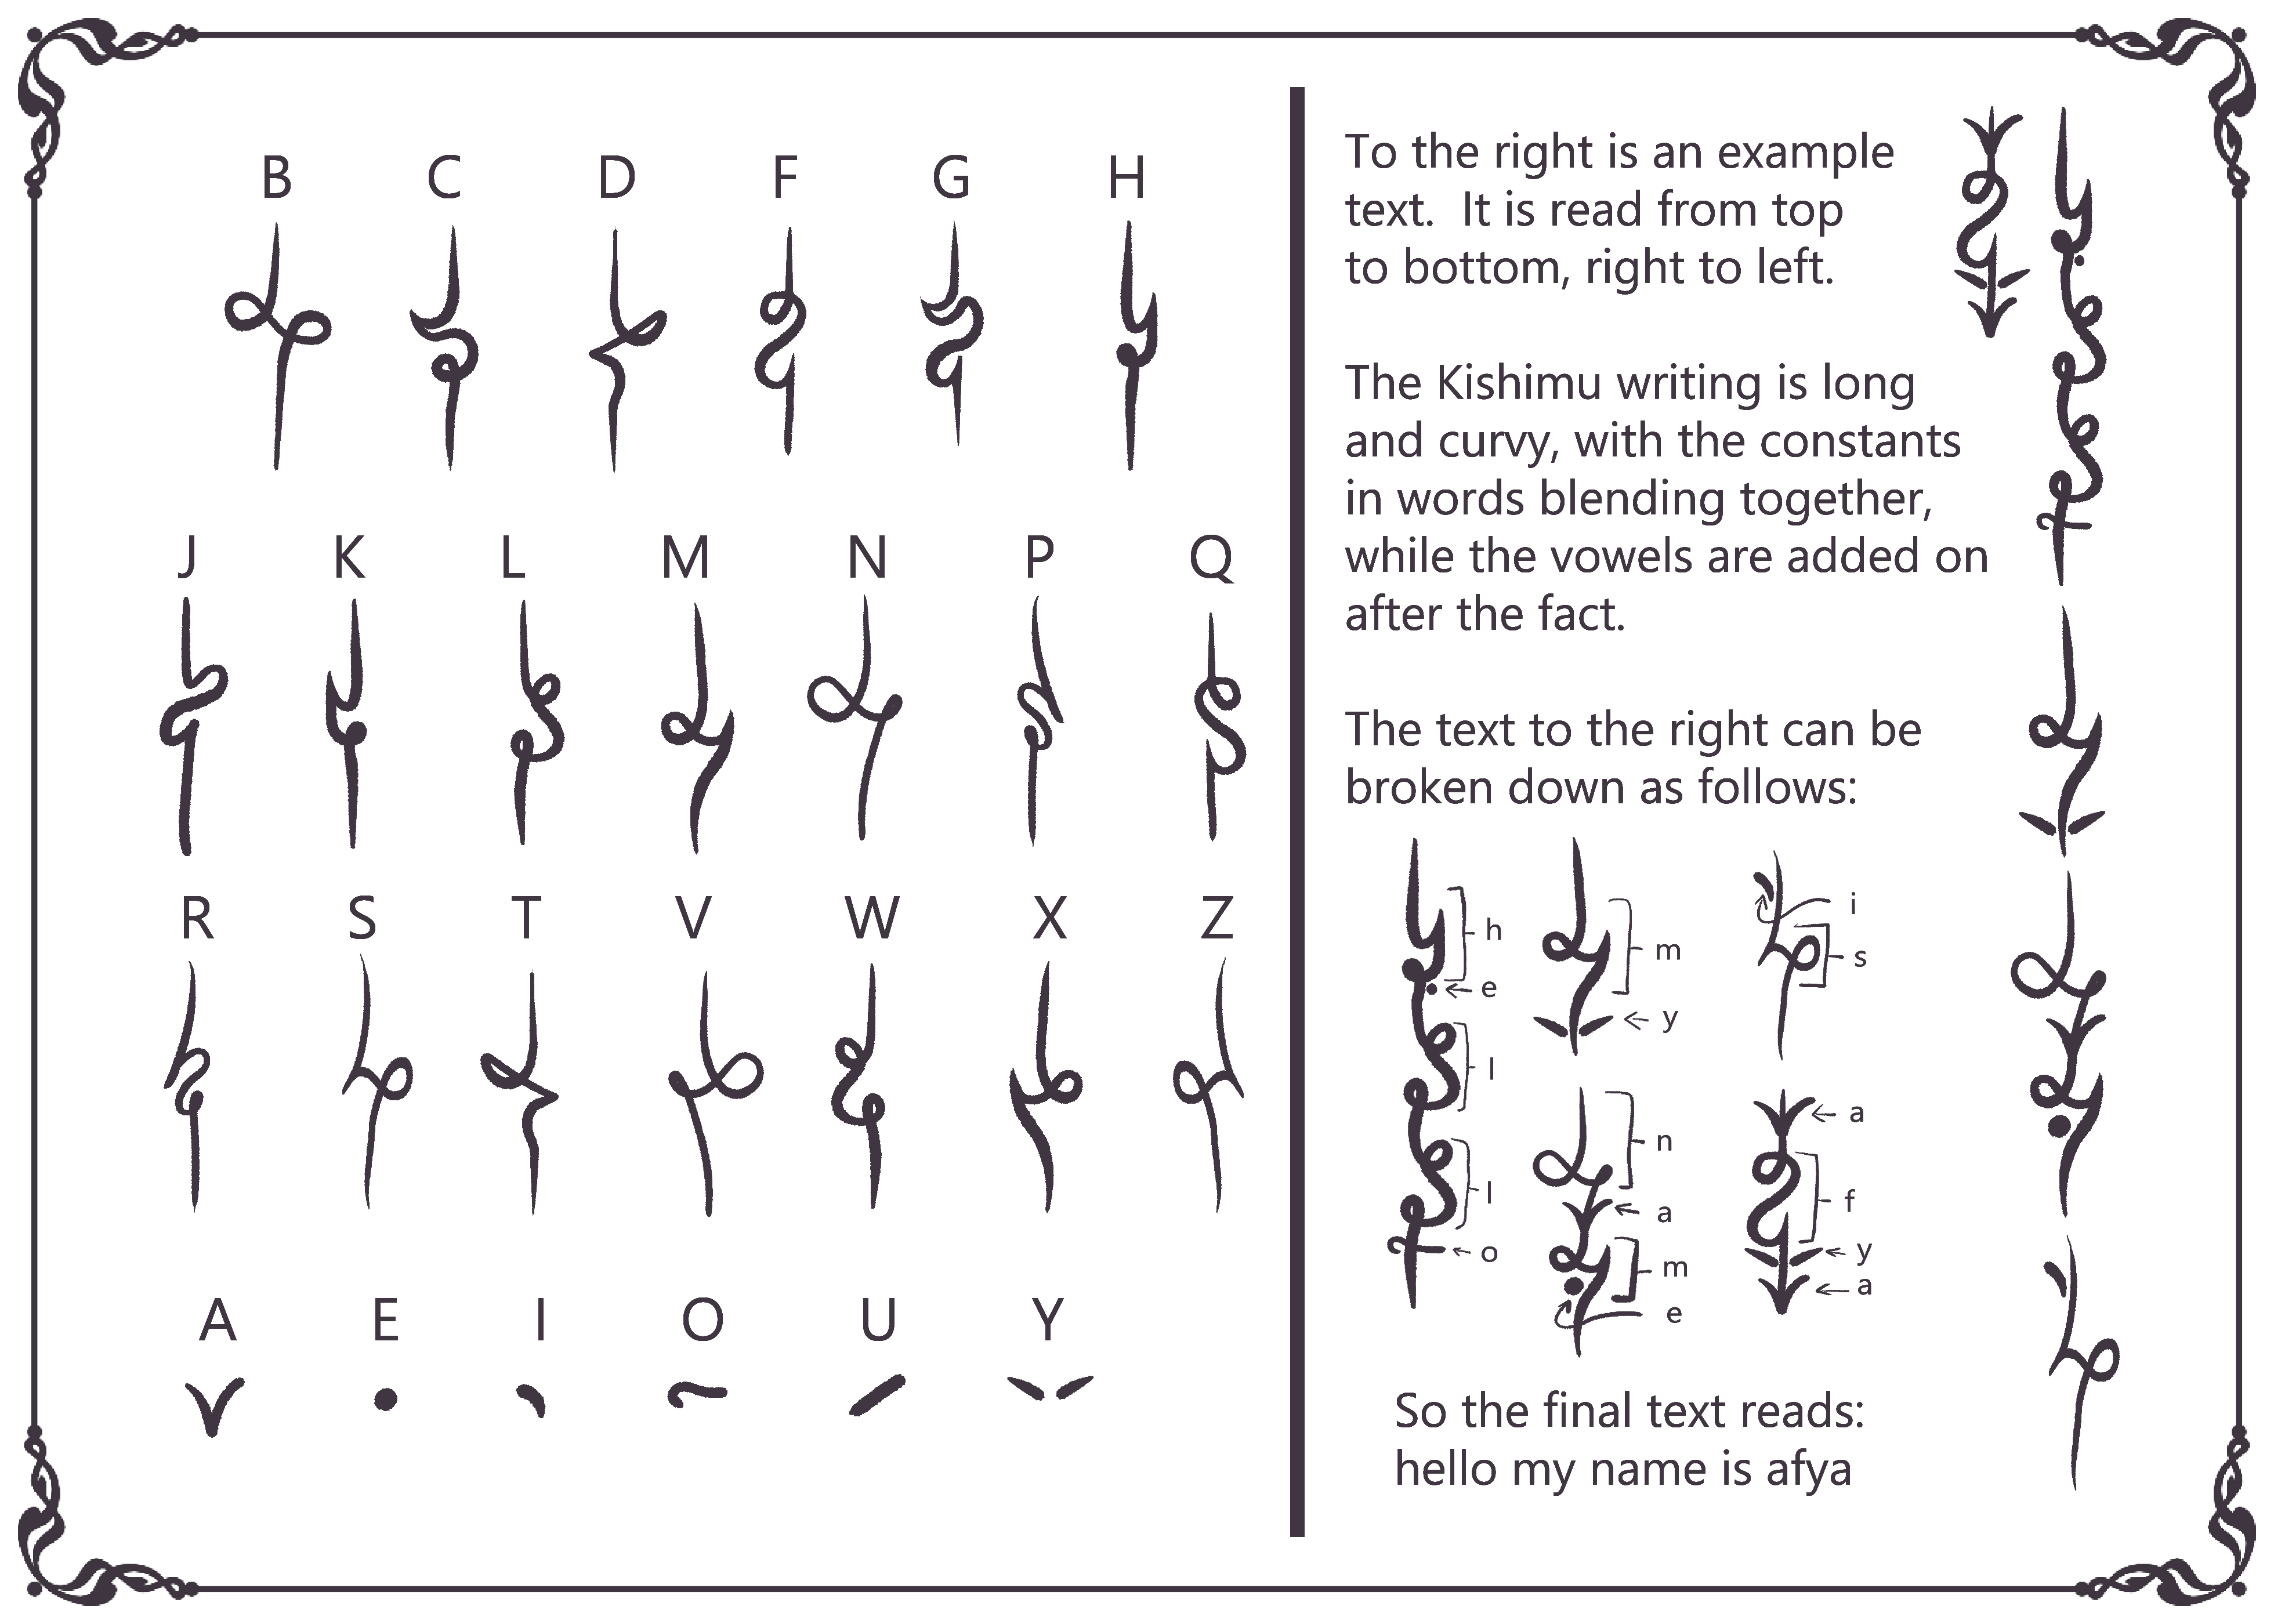 B C D F G H
J K L M N P Q
R S T V W X Z
A E I O U Y
To the right is an example
text. It is read from top
to bottom, right to left.
The Kishimu writing is long
and curvy, with the constants
in words blending together,
while the vowels are added on
after the fact.
The text to the right can be
broken down as follows:
h
e
l
l
o
m
y
n
a
m
e
i
s
a
f
y
a
So the final text reads:
hello my name is afya